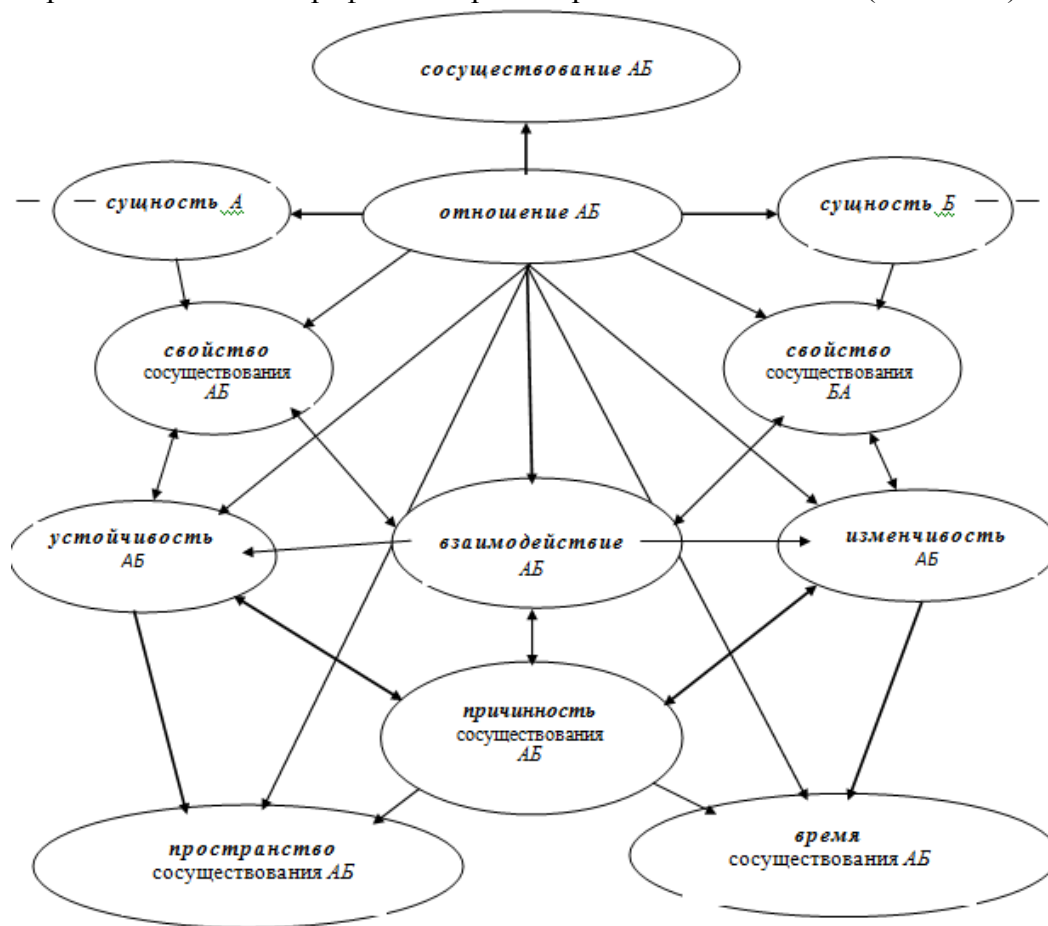 сосуществование АБ
сущность А
отношение АБ
сущность Б
свойство
сосуществования
АБ
свойство
сосуществования
БА
устойчивость
АБ
взаимодействие
АБ
изменчивость
АБ
причинность
сосуществования
АБ
пространство
сосуществования АБ
время
сосуществования АБ